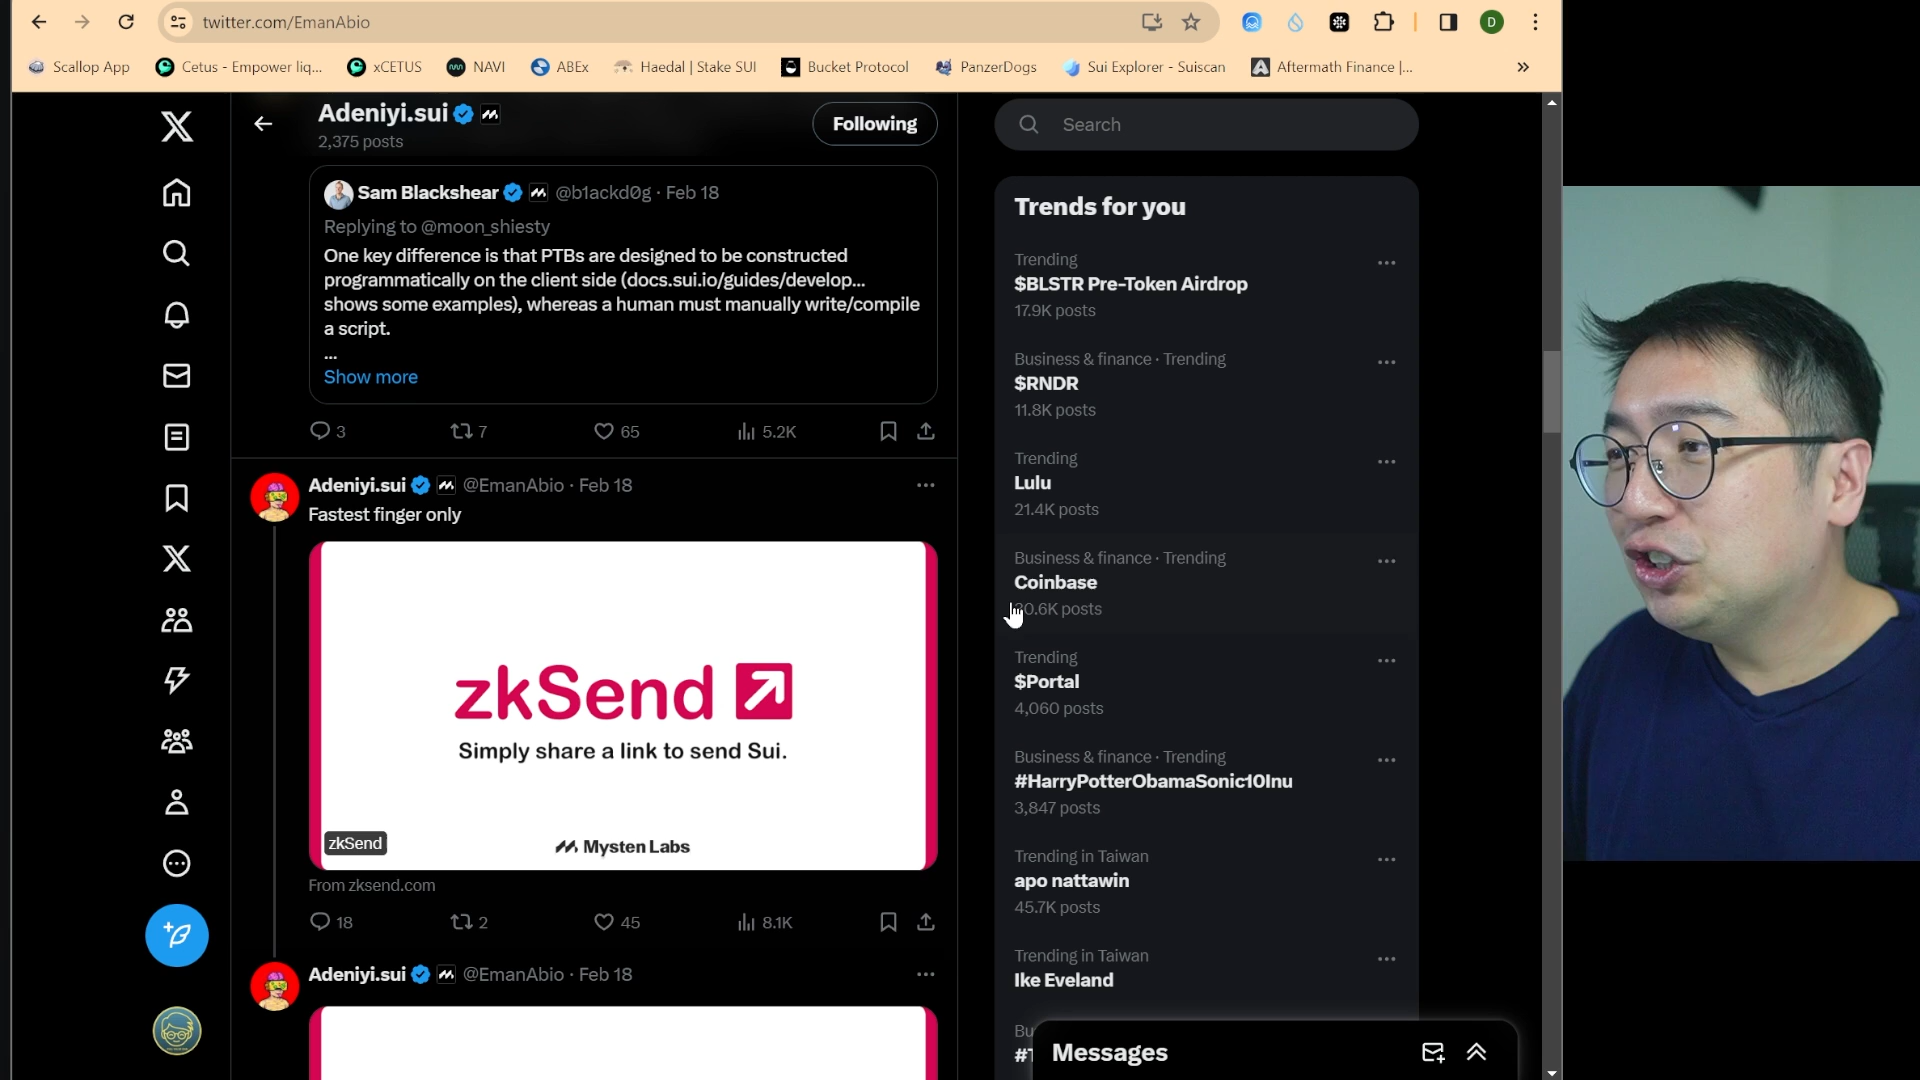 twitter.com/EmanAbio
D
Scallop App
Cetus - Empower liq...
xCETUS
NAVI
ABEx
Haedal | Stake SUI
Bucket Protocol
PanzerDogs
Sui Explorer - Suiscan
Aftermath Finance |...
Adeniyi.sui
2,375 posts
Following
Sam Blackshear @b1ackd0g · Feb 18
Replying to @moon_shiesty
One key difference is that PTBs are designed to be constructed
programmatically on the client side (docs.sui.io/guides/develop...
shows some examples), whereas a human must manually write/compile
a script.
...
Show more
3
7
65
5.2K
Adeniyi.sui @EmanAbio · Feb 18
Fastest finger only
zkSend
Simply share a link to send Sui.
zkSend
Mysten Labs
From zksend.com
18
2
45
8.1K
Adeniyi.sui @EmanAbio · Feb 18
Search
Trends for you
Trending
$BLSTR Pre-Token Airdrop
17.9K posts
Business & finance · Trending
$RNDR
11.8K posts
Trending
Lulu
21.4K posts
Business & finance · Trending
Coinbase
0.6K posts
Trending
$Portal
4,060 posts
Business & finance · Trending
#HarryPotterObamaSonic10Inu
3,847 posts
Trending in Taiwan
apo nattawin
45.7K posts
Trending in Taiwan
Ike Eveland
Bu
Messages